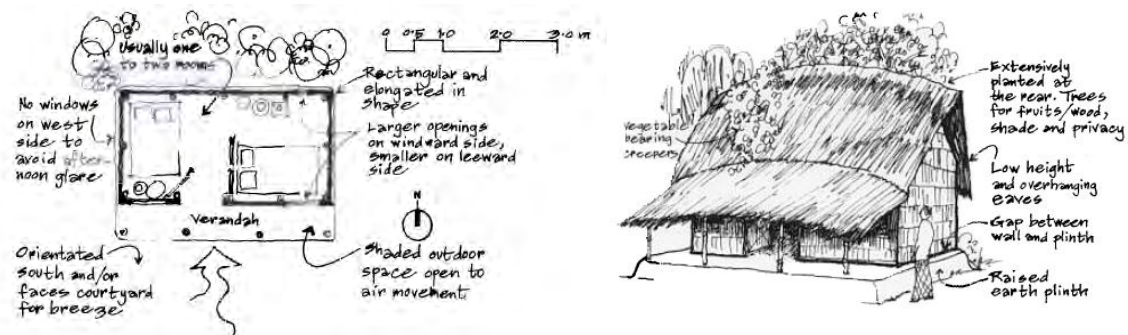 usually one
to two rooms
0 0.5 1.0 2.0 3.0 m
Rectangular and
elongated in
shape
No windows
on west
side to
avoid after-
noon glare
Larger openings
on windward side,
smaller on leeward
side
Verandah
N
Orientated
south and/or
faces courtyard
for breeze
Shaded outdoor
space open to
air movement
Extensively
planted at
the rear. Trees
for fruits/wood,
shade and privacy
vegetable
bearing
creepers
Low height
and overhanging
eaves
Gap between
wall and plinth
Raised
earth plinth